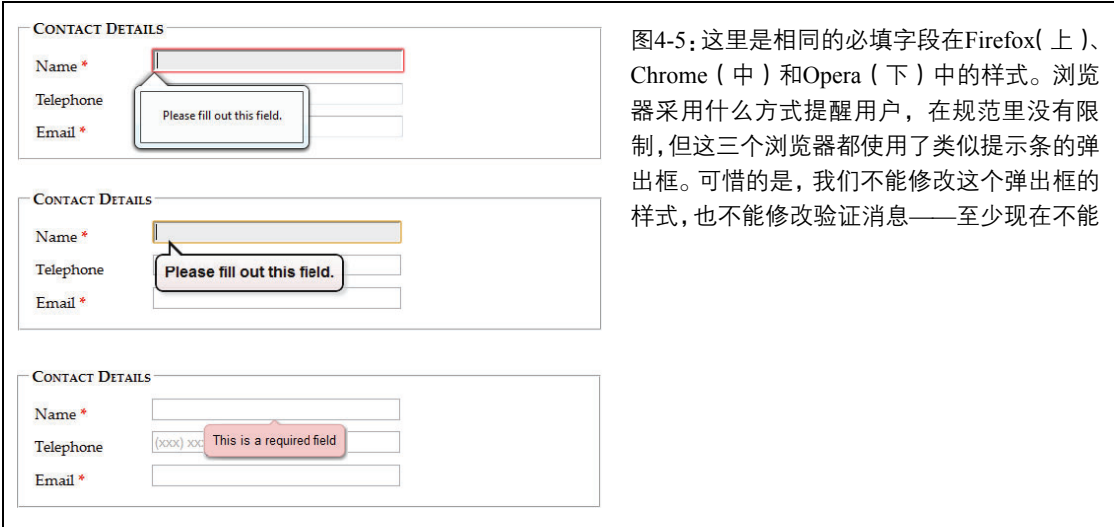 CONTACT DETAILS
Name *
Telephone
Please fill out this field.
Email *
CONTACT DETAILS
Name *
Telephone
Please fill out this field.
Email *
CONTACT DETAILS
Name *
Telephone
(xxx) xxx
This is a required field
Email *
图4-5：这里是相同的必填字段在Firefox（上）、
Chrome（中）和Opera（下）中的样式。浏览
器采用什么方式提醒用户，在规范里没有限
制，但这三个浏览器都使用了类似提示条的弹
出框。可惜的是，我们不能修改这个弹出框的
样式，也不能修改验证消息——至少现在不能